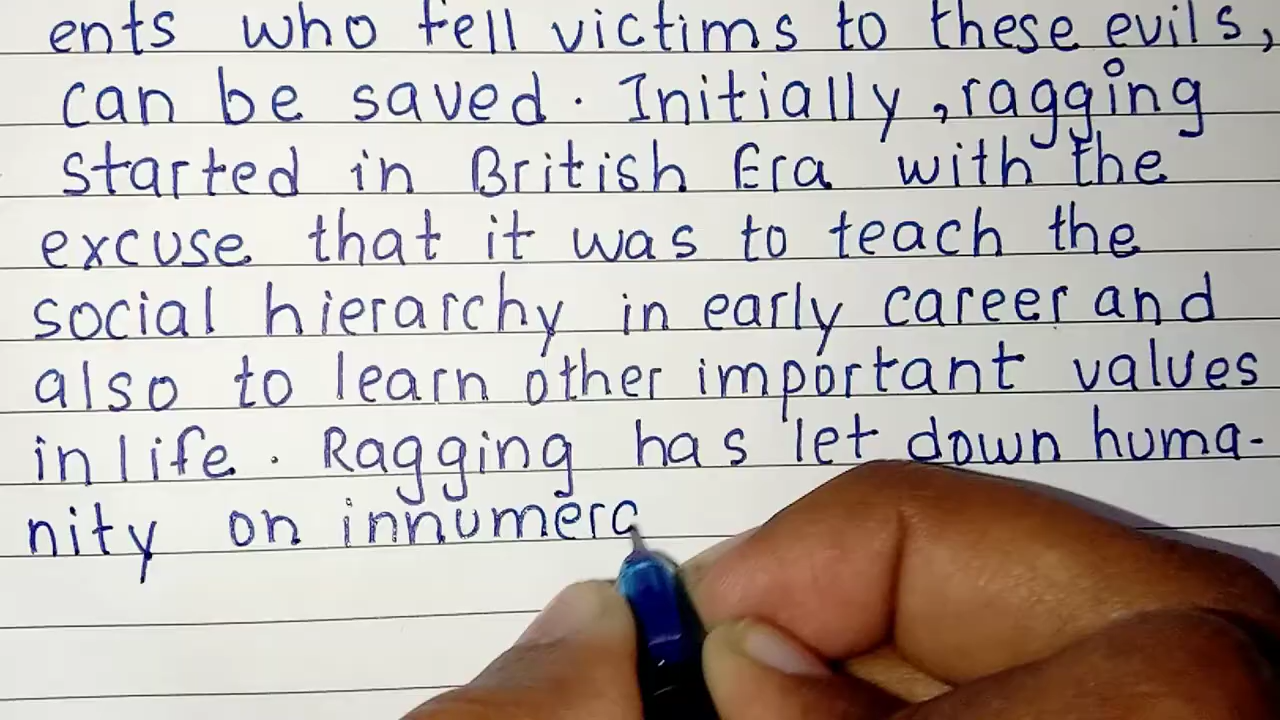 ents who fell victims to these evils,
can be saved. Initially, ragging
started in British Era with the
excuse that it was to teach the
social hierarchy in early career and
also to learn other important values
in life. Ragging has let down huma-
nity on innumera